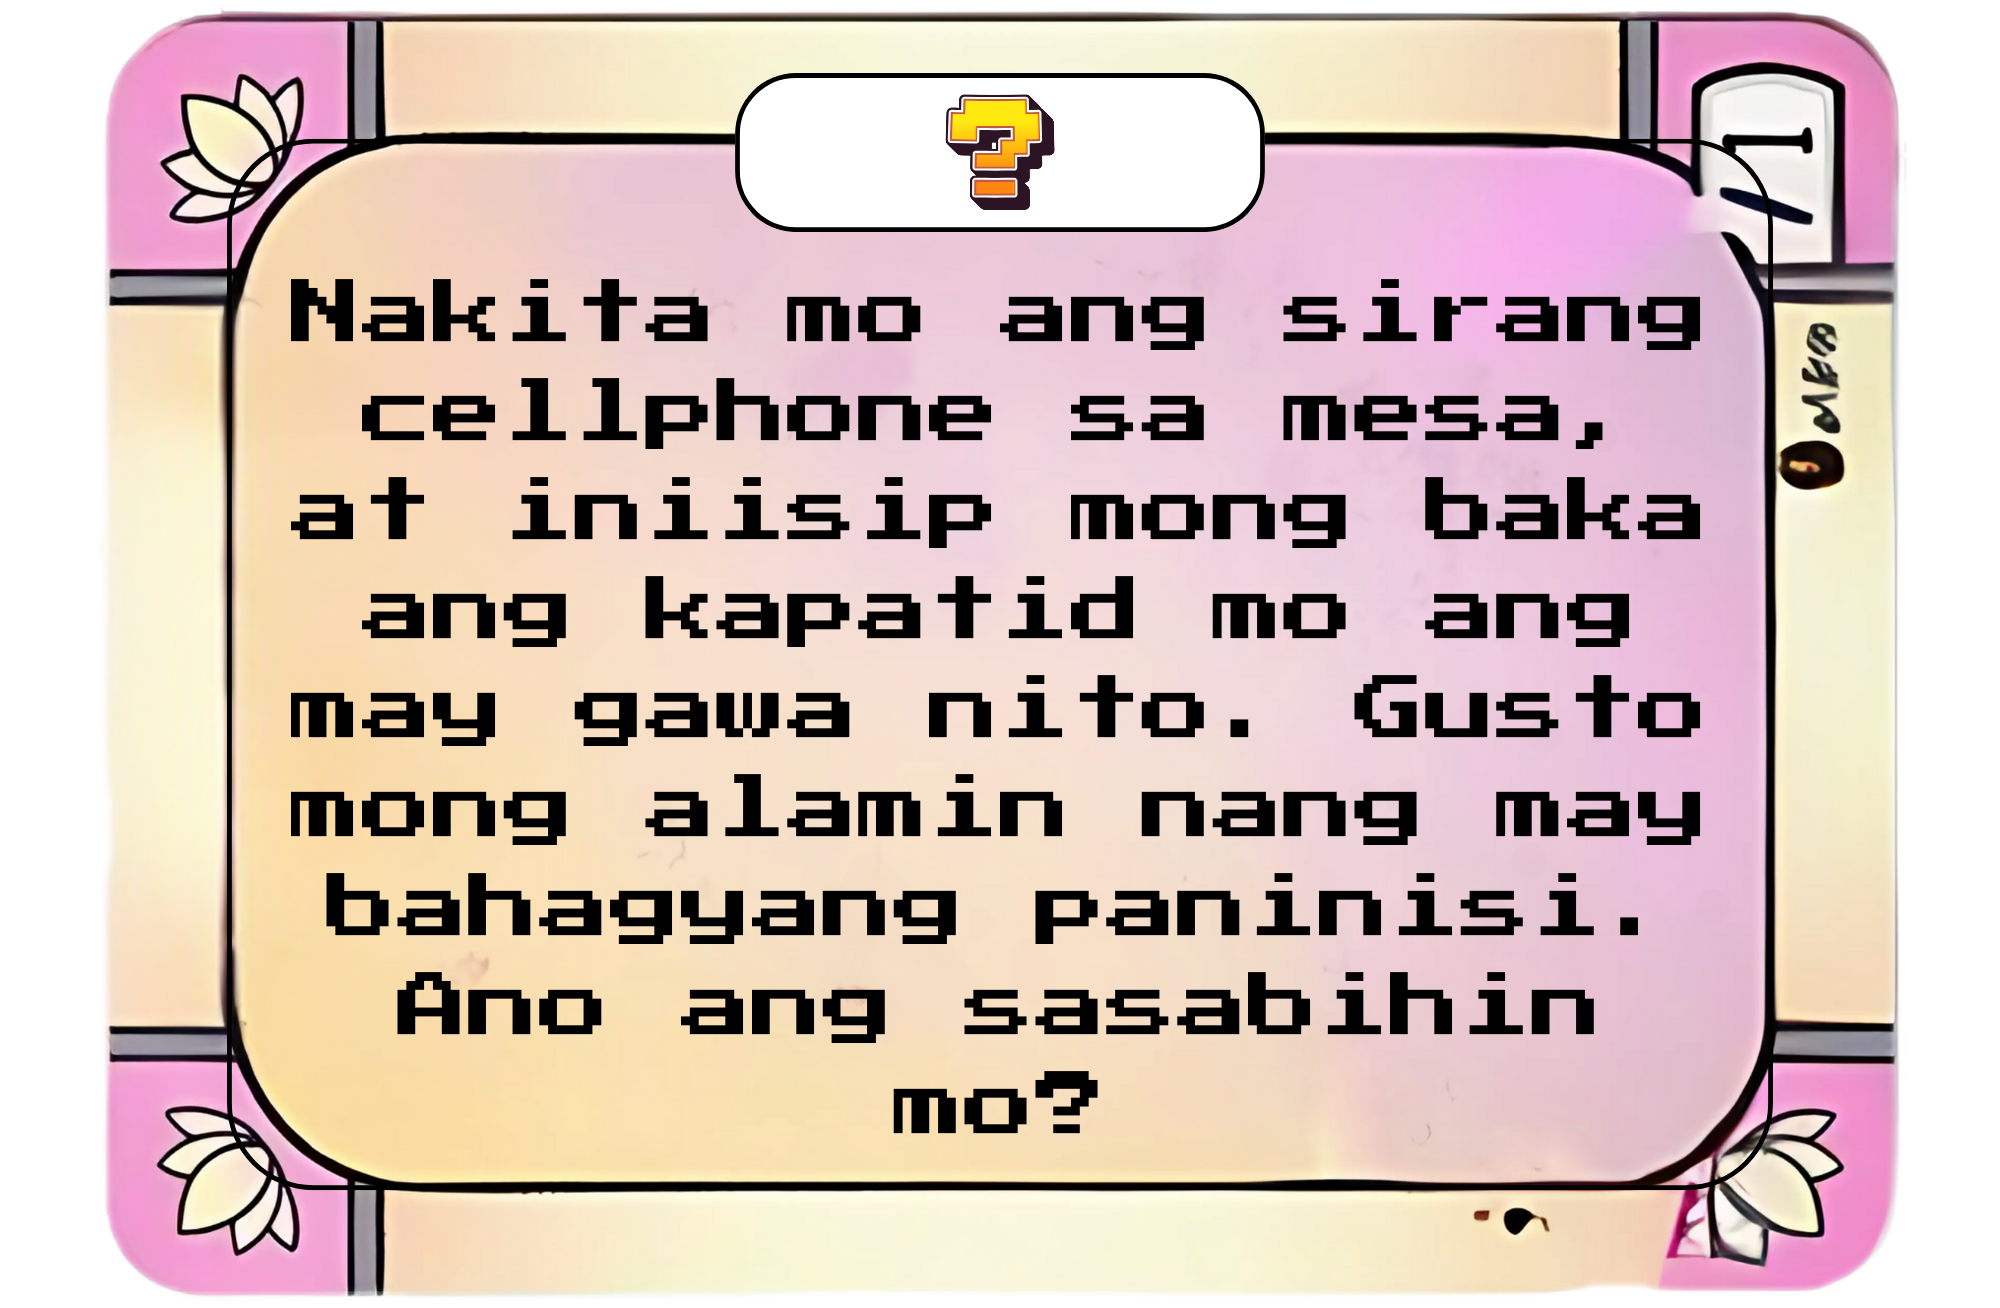 ?
Nakita mo ang sirang
cellphone sa mesa,
at iniisip mong baka
ang kapatid mo ang
may gawa nito. Gusto
mong alamin nang may
bahagyang paninisi.
Ano ang sasabihin
mo?